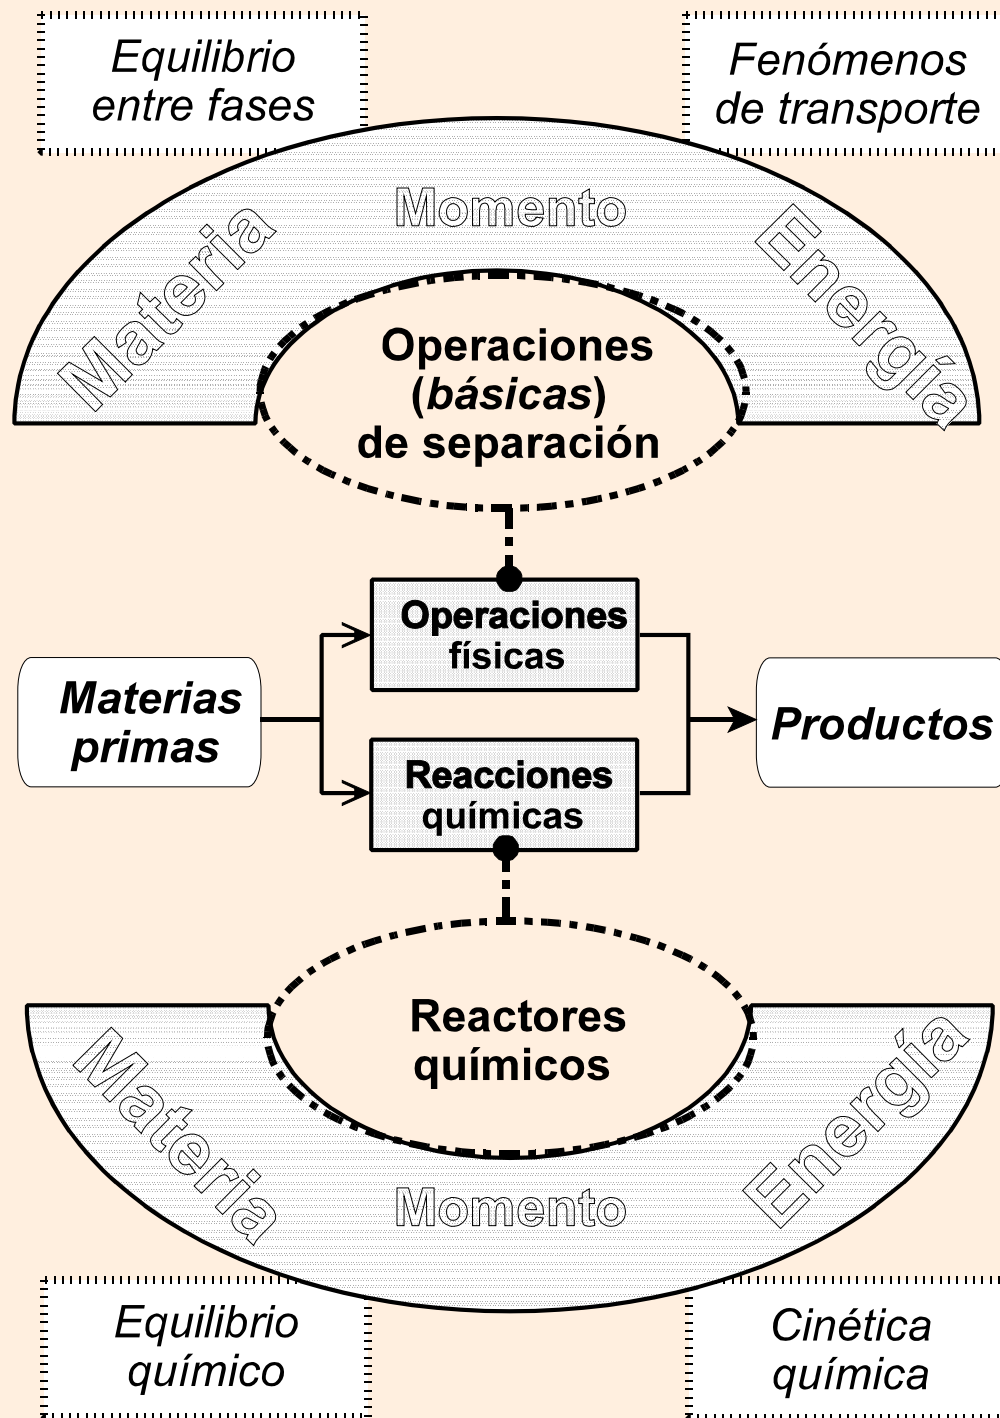 Equilibrio
entre fases
Fenómenos
de transporte
Materia
Momento
Energía
Operaciones
(básicas)
de separación
Materias
primas
Operaciones
físicas
Reacciones
químicas
Productos
Reactores
químicos
Materia
Momento
Energía
Equilibrio
químico
Cinética
química